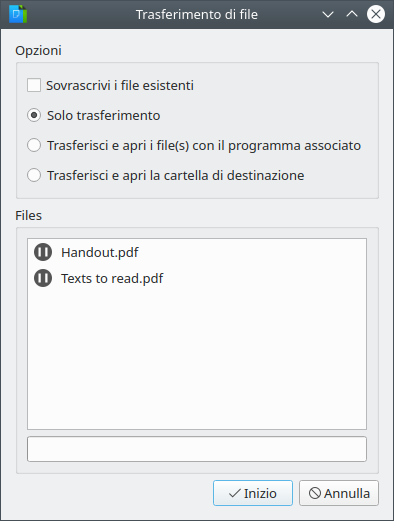 Trasferimento di file
Opzioni
Sovrascrivi i file esistenti
Solo trasferimento
Trasferisci e apri i file(s) con il programma associato
Trasferisci e apri la cartella di destinazione
Files
Handout.pdf
Texts to read.pdf
Inizio
Annulla